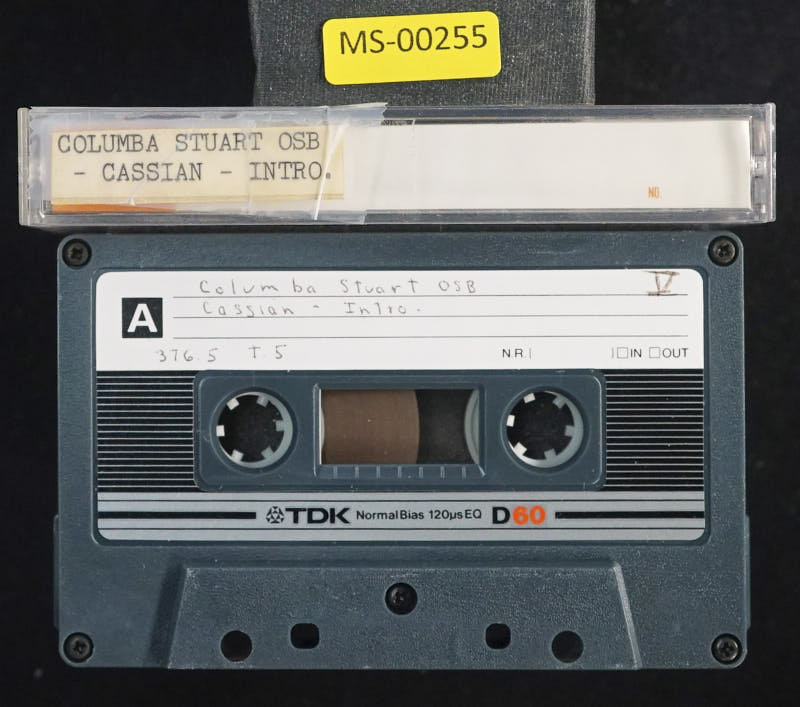 MS-00255
COLUMBA STUART OSB
- CASSIAN - INTRO.
NO.
Columba Stuart OSB
V
A
Cassian - Intro.
376.5 T.5
N.R.( )□IN □OUT
TDK Normal Bias 120μs EQ D60